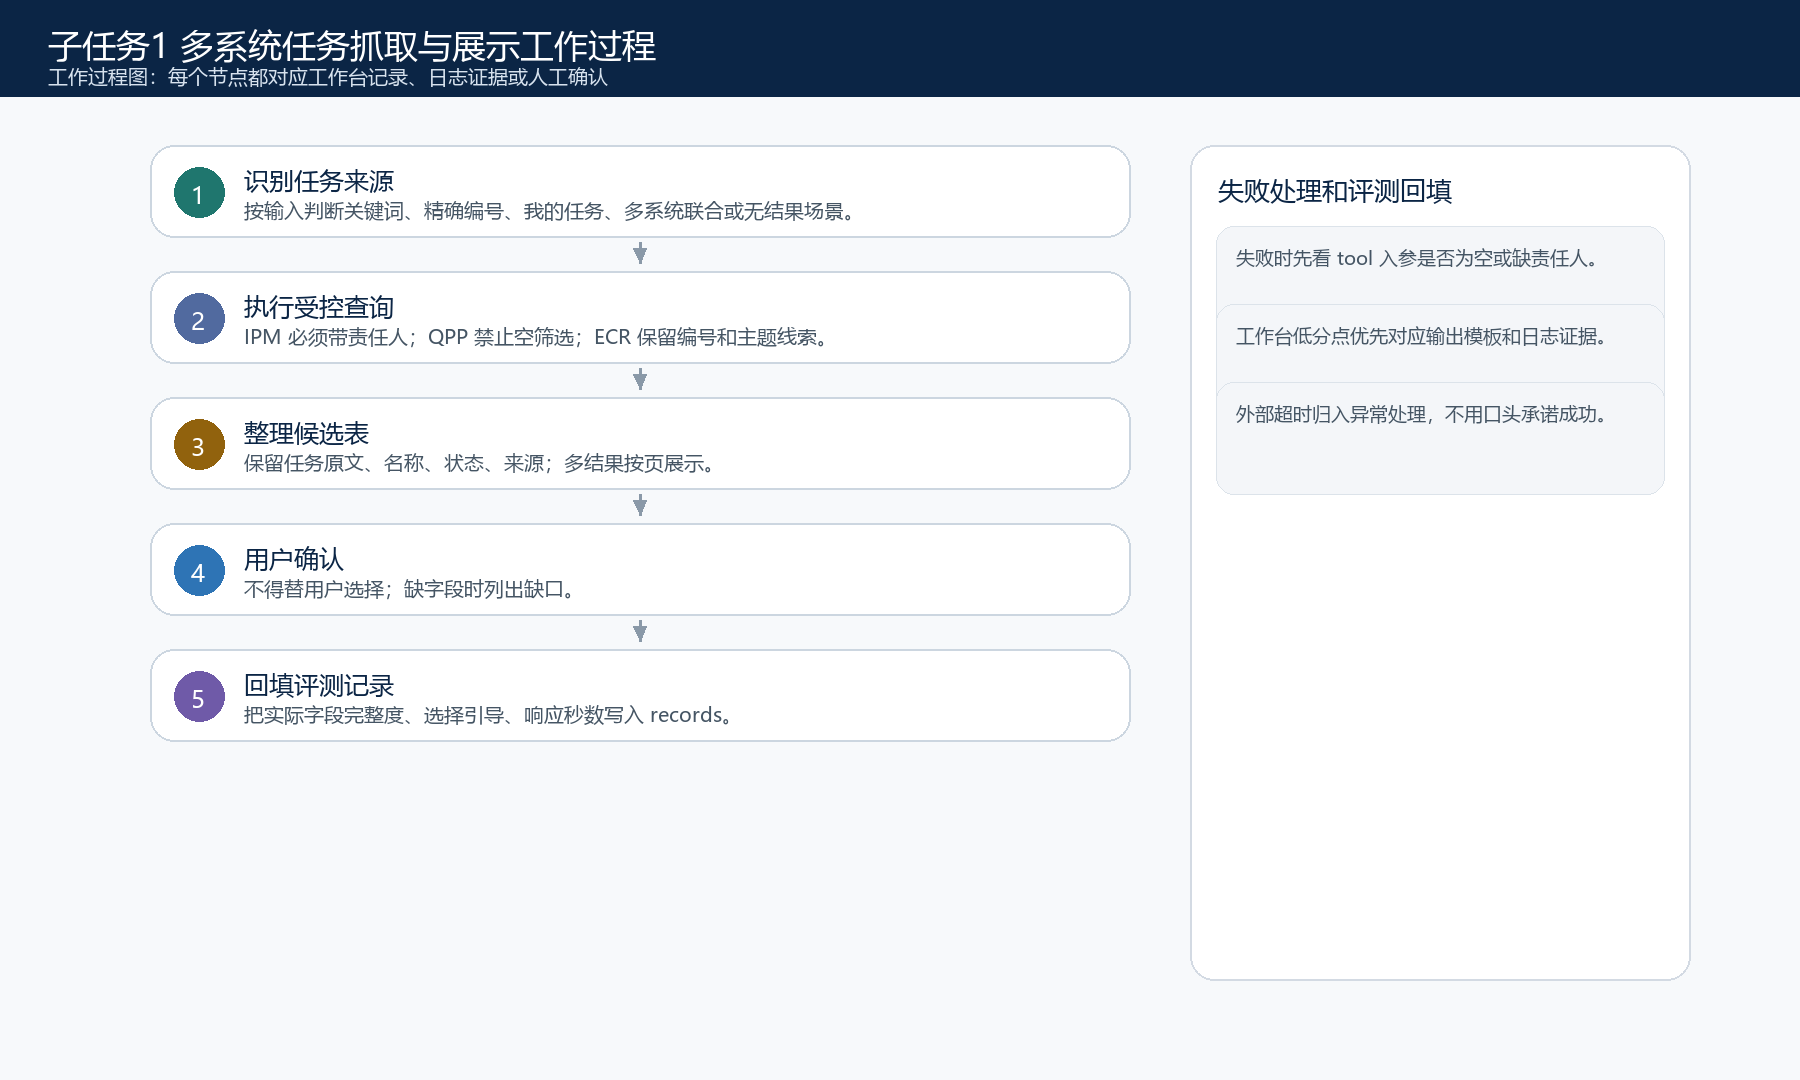 子任务1 多系统任务抓取与展示工作过程
工作过程图：每个节点都对应工作台记录、日志证据或人工确认
1
识别任务来源
按输入判断关键词、精确编号、我的任务、多系统联合或无结果场景。
2
执行受控查询
IPM 必须带责任人；QPP 禁止空筛选；ECR 保留编号和主题线索。
3
整理候选表
保留任务原文、名称、状态、来源；多结果按页展示。
4
用户确认
不得替用户选择；缺字段时列出缺口。
5
回填评测记录
把实际字段完整度、选择引导、响应秒数写入 records。
失败处理和评测回填
失败时先看 tool 入参是否为空或缺责任人。
工作台低分点优先对应输出模板和日志证据。
外部超时归入异常处理，不用口头承诺成功。